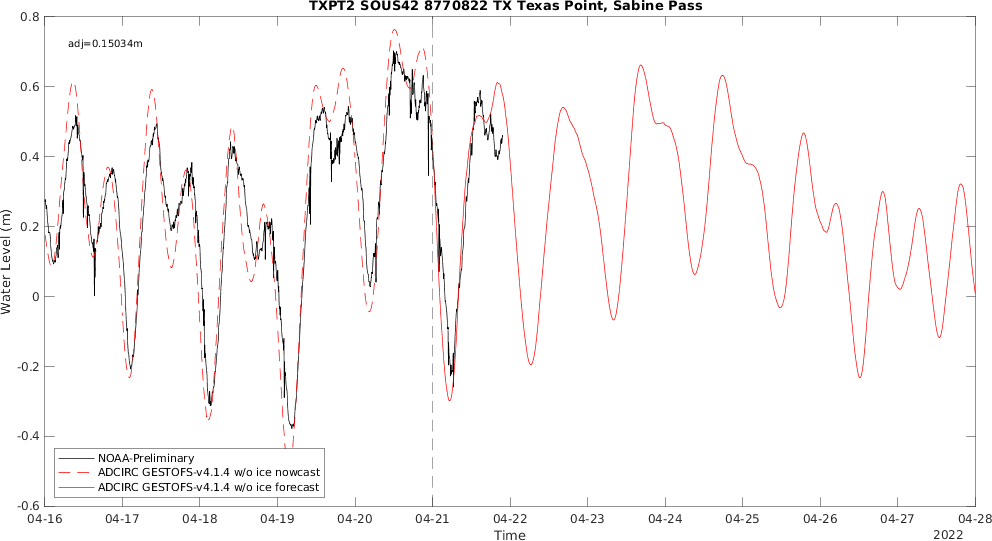 TXPT2 SOUS42 8770822 TX Texas Point, Sabine Pass
adj=0.15034m
0.8
0.6
0.4
0.2
0
-0.2
-0.4
-0.6
Water Level (m)
NOAA-Preliminary
ADCIRC GESTOFS-v4.1.4 w/o ice nowcast
ADCIRC GESTOFS-v4.1.4 w/o ice forecast
04-16 04-17 04-18 04-19 04-20 04-21 04-22 04-23 04-24 04-25 04-26 04-27 04-28
Time
2022